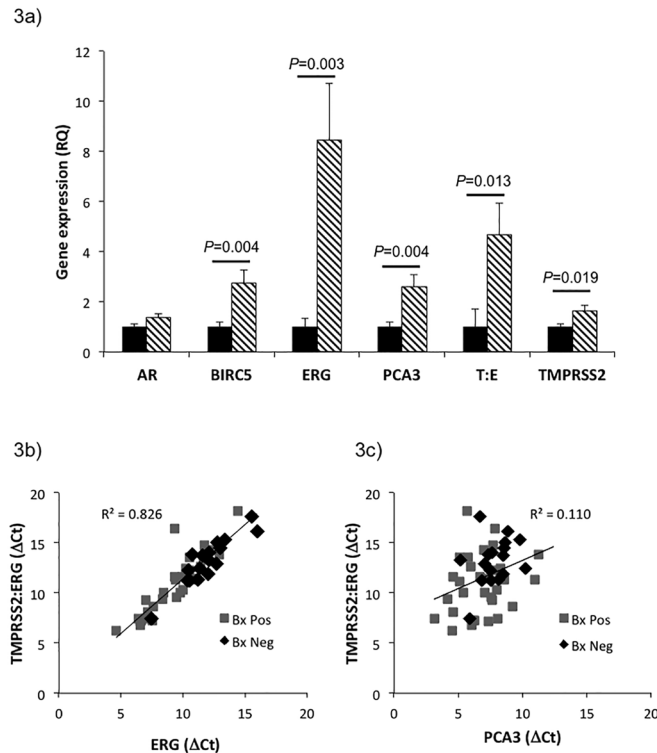 3a)
Gene expression (RQ)
12
10
8
6
4
2
0
P=0.004
P=0.003
P=0.004
P=0.013
P=0.019
AR BIRC5 ERG PCA3 T:E TMPRSS2
3b)
TMPRSS2:ERG (ΔCt)
20
15
10
5
0
R² = 0.826
Bx Pos
Bx Neg
0 5 10 15 20
ERG (ΔCt)
3c)
TMPRSS2:ERG (ΔCt)
20
15
10
5
0
R² = 0.110
Bx Pos
Bx Neg
0 5 10 15
PCA3 (ΔCt)